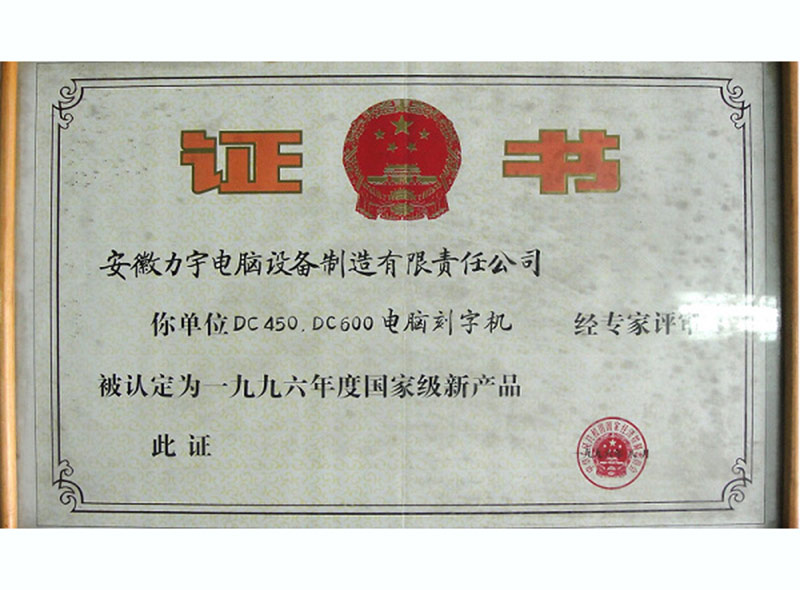 证书
安徽力宇电脑设备制造有限责任公司
你单位DC450.DC600电脑刻字机 经专家评审
被认定为一九九六年度国家级新产品
此证